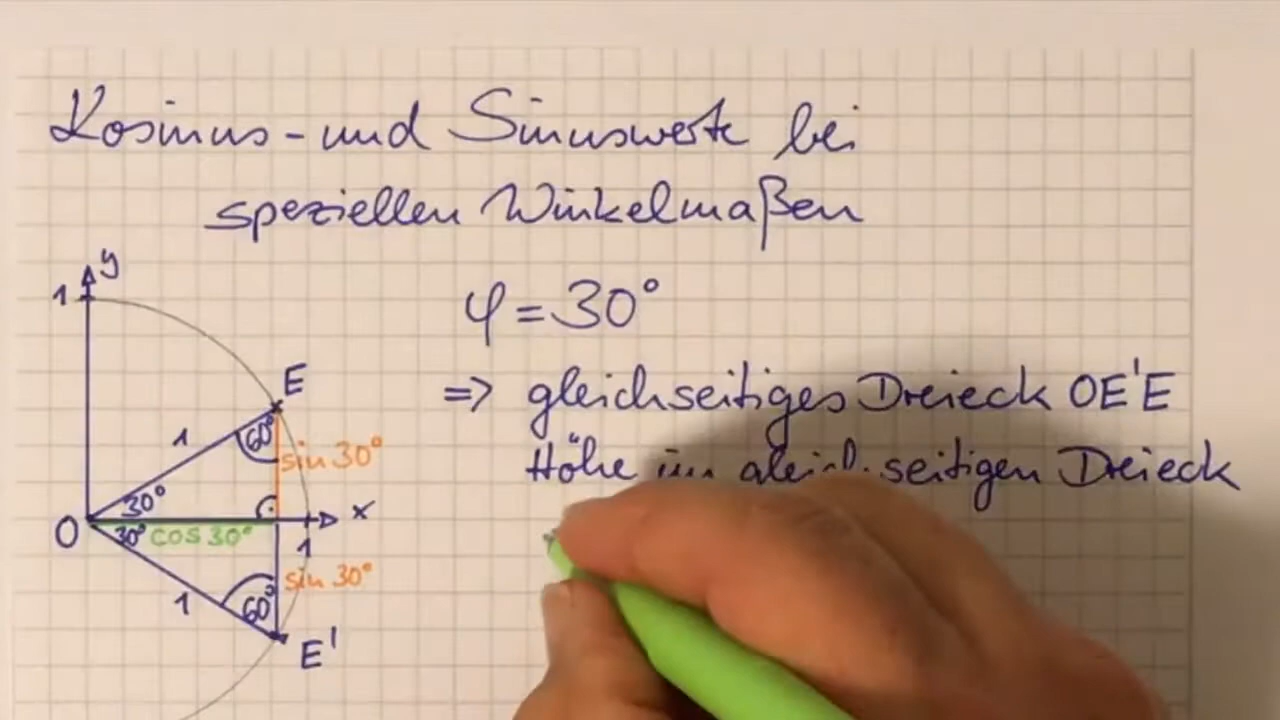 Kosinus- und Sinuswerte bei
speziellen Winkelmaßen
y
1
φ = 30°
E
=> gleichseitiges Dreieck OE'E
1
60°
sin 30°
Höhe im gleichseitigen Dreieck
30°
x
O
30°
cos 30°
1
sin 30°
1
60°
E'